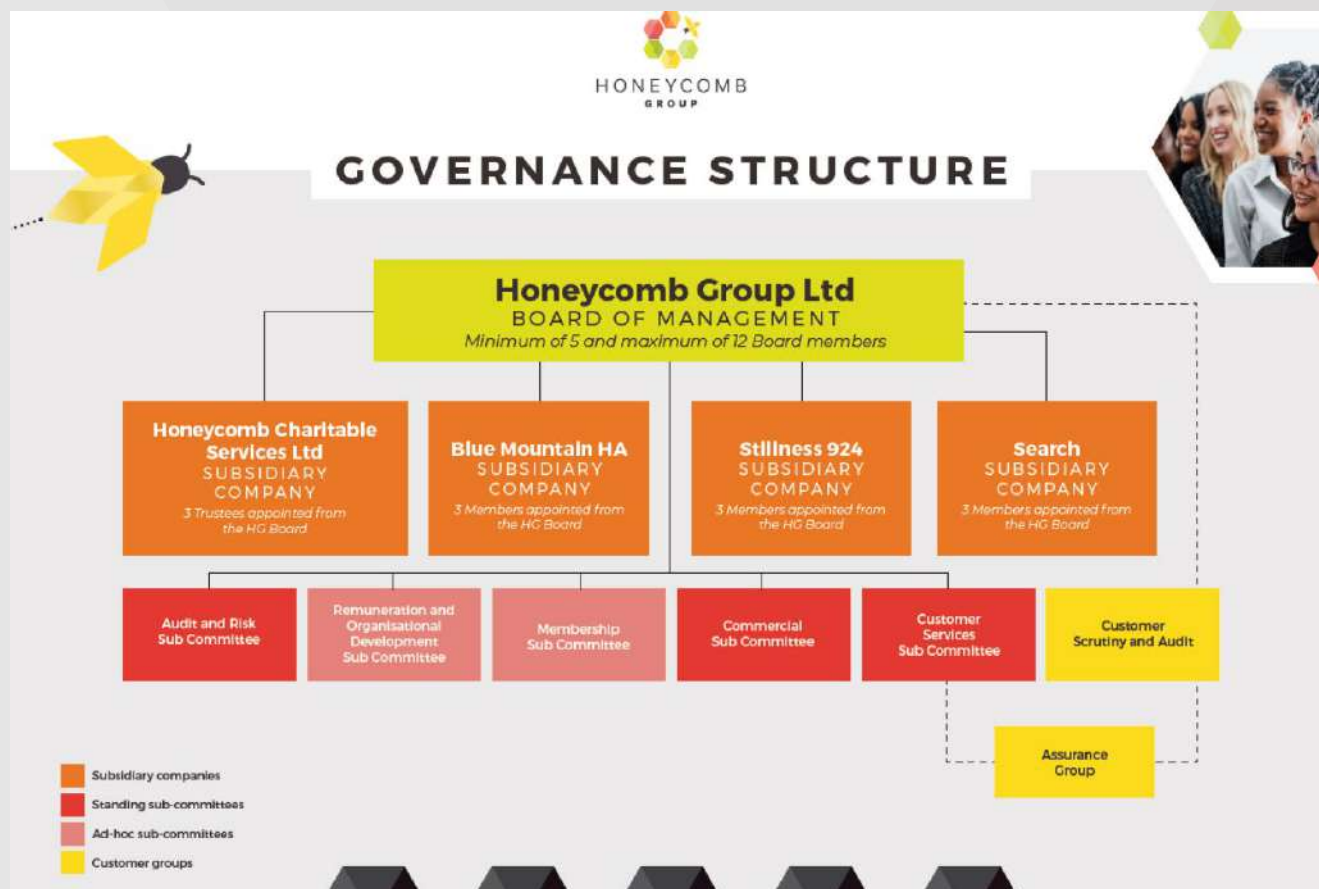 HONEYCOMB
GROUP
GOVERNANCE STRUCTURE
Honeycomb Group Ltd
BOARD OF MANAGEMENT
Minimum of 5 and maximum of 12 Board members
Honeycomb Charitable
Services Ltd
SUBSIDIARY
COMPANY
3 Trustees appointed from
the HG Board
Blue Mountain HA
SUBSIDIARY
COMPANY
3 Members appointed from
the HG Board
Stillness 924
SUBSIDIARY
COMPANY
3 Members appointed from
the HG Board
Search
SUBSIDIARY
COMPANY
3 Members appointed from
the HG Board
Audit and Risk
Sub Committee
Remuneration and
Organisational
Development
Sub Committee
Membership
Sub Committee
Commercial
Sub Committee
Customer
Services
Sub Committee
Customer
Scrutiny and Audit
Assurance
Group
Subsidiary companies
Standing sub-committees
Ad-hoc sub-committees
Customer groups